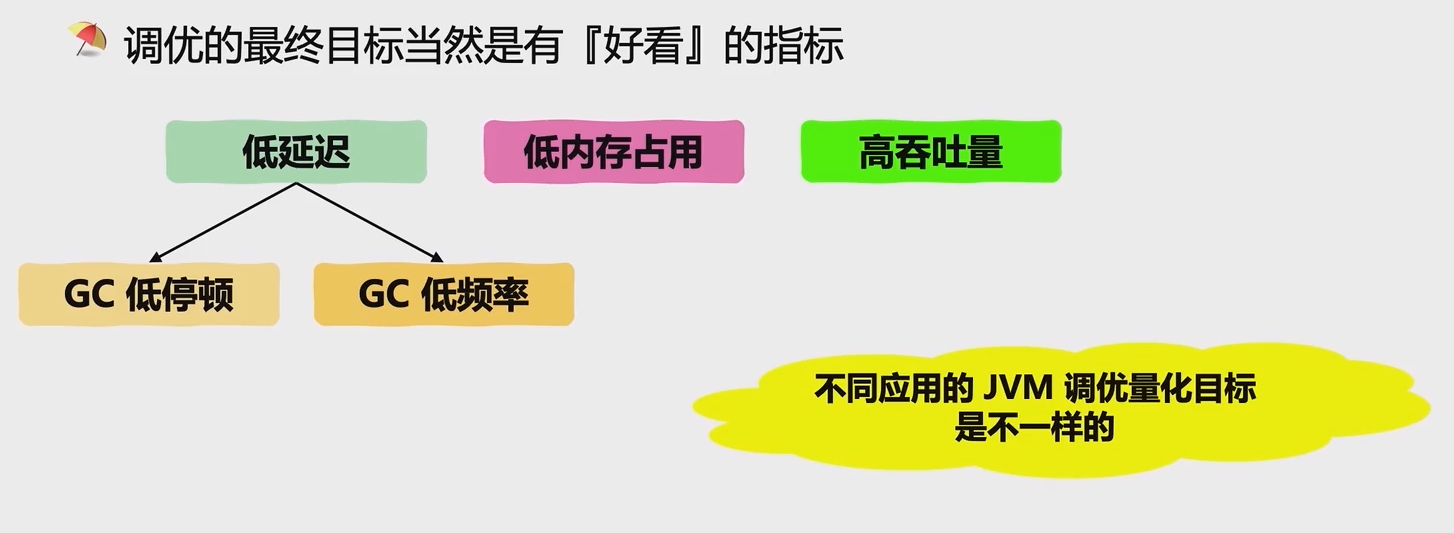 调优的最终目标当然是有『好看』的指标
低延迟
低内存占用
高吞吐量
GC 低停顿
GC 低频率
不同应用的 JVM 调优量化目标
是不一样的